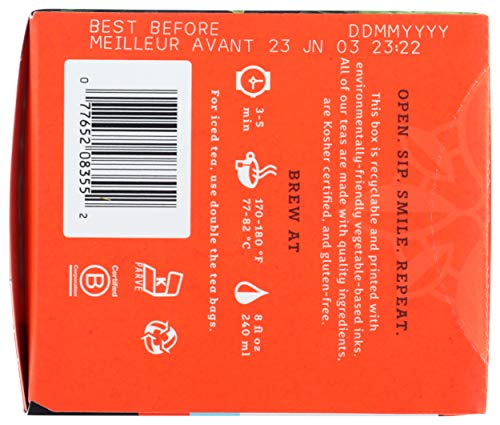 BEST BEFORE DDMMYYYY
MEILLEUR AVANT 23 JN 03 23:22
OPEN. SIP. SMILE. REPEAT.
This box is recyclable and printed with
environmentally-friendly vegetable-based inks.
All of our teas are made with quality ingredients,
are Kosher certified, and gluten-free.
BREW AT
3-5
min
170-180 °F
77-82 °C
8 fl oz
240 ml
For iced tea, use double the tea bags.
K
PARVE
Certified
B
Corporation
0 77652 08355 2